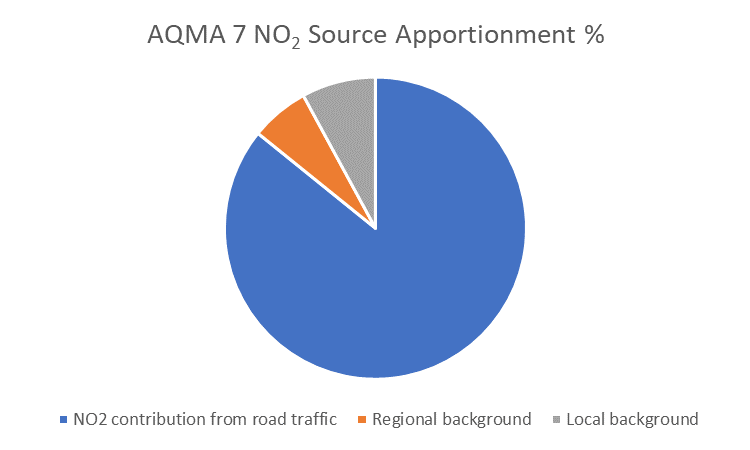 AQMA 7 NO₂ Source Apportionment %
NO2 contribution from road traffic Regional background Local background